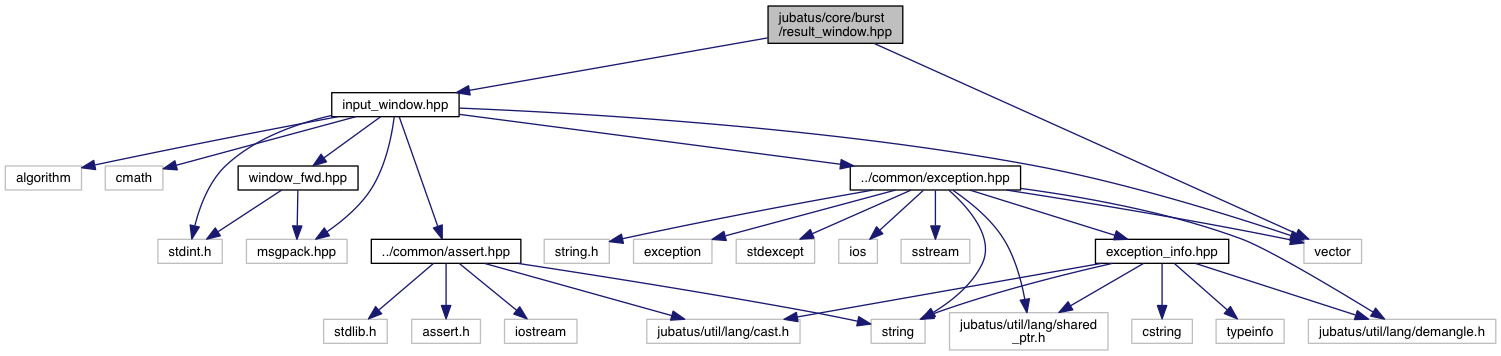 jubatus/core/burst
/result_window.hpp
input_window.hpp
algorithm
cmath
window_fwd.hpp
../common/exception.hpp
stdint.h
msgpack.hpp
../common/assert.hpp
string.h
exception
stdexcept
ios
sstream
exception_info.hpp
vector
stdlib.h
assert.h
iostream
jubatus/util/lang/cast.h
string
jubatus/util/lang/shared
_ptr.h
cstring
typeinfo
jubatus/util/lang/demangle.h